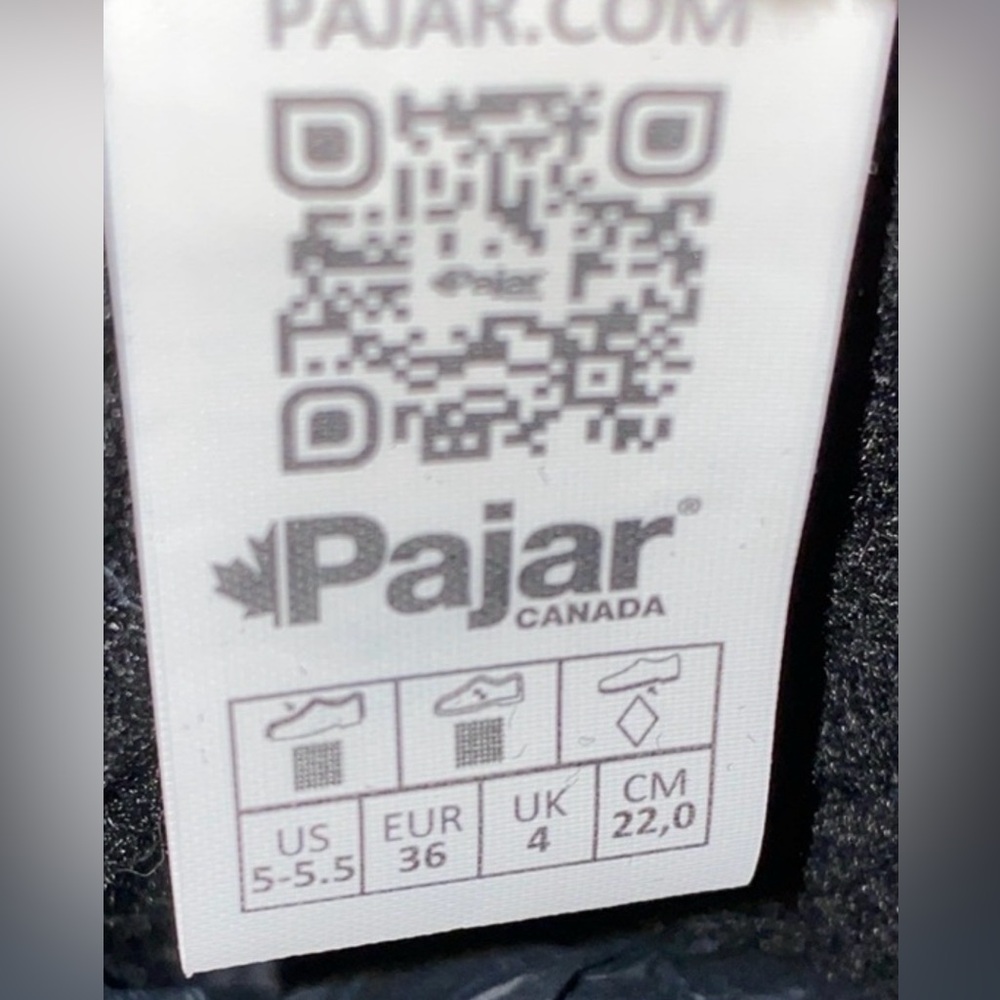 PAJAR.COM
Pajar
Pajar®
CANADA
US EUR UK CM
5-5.5 36 4 22,0